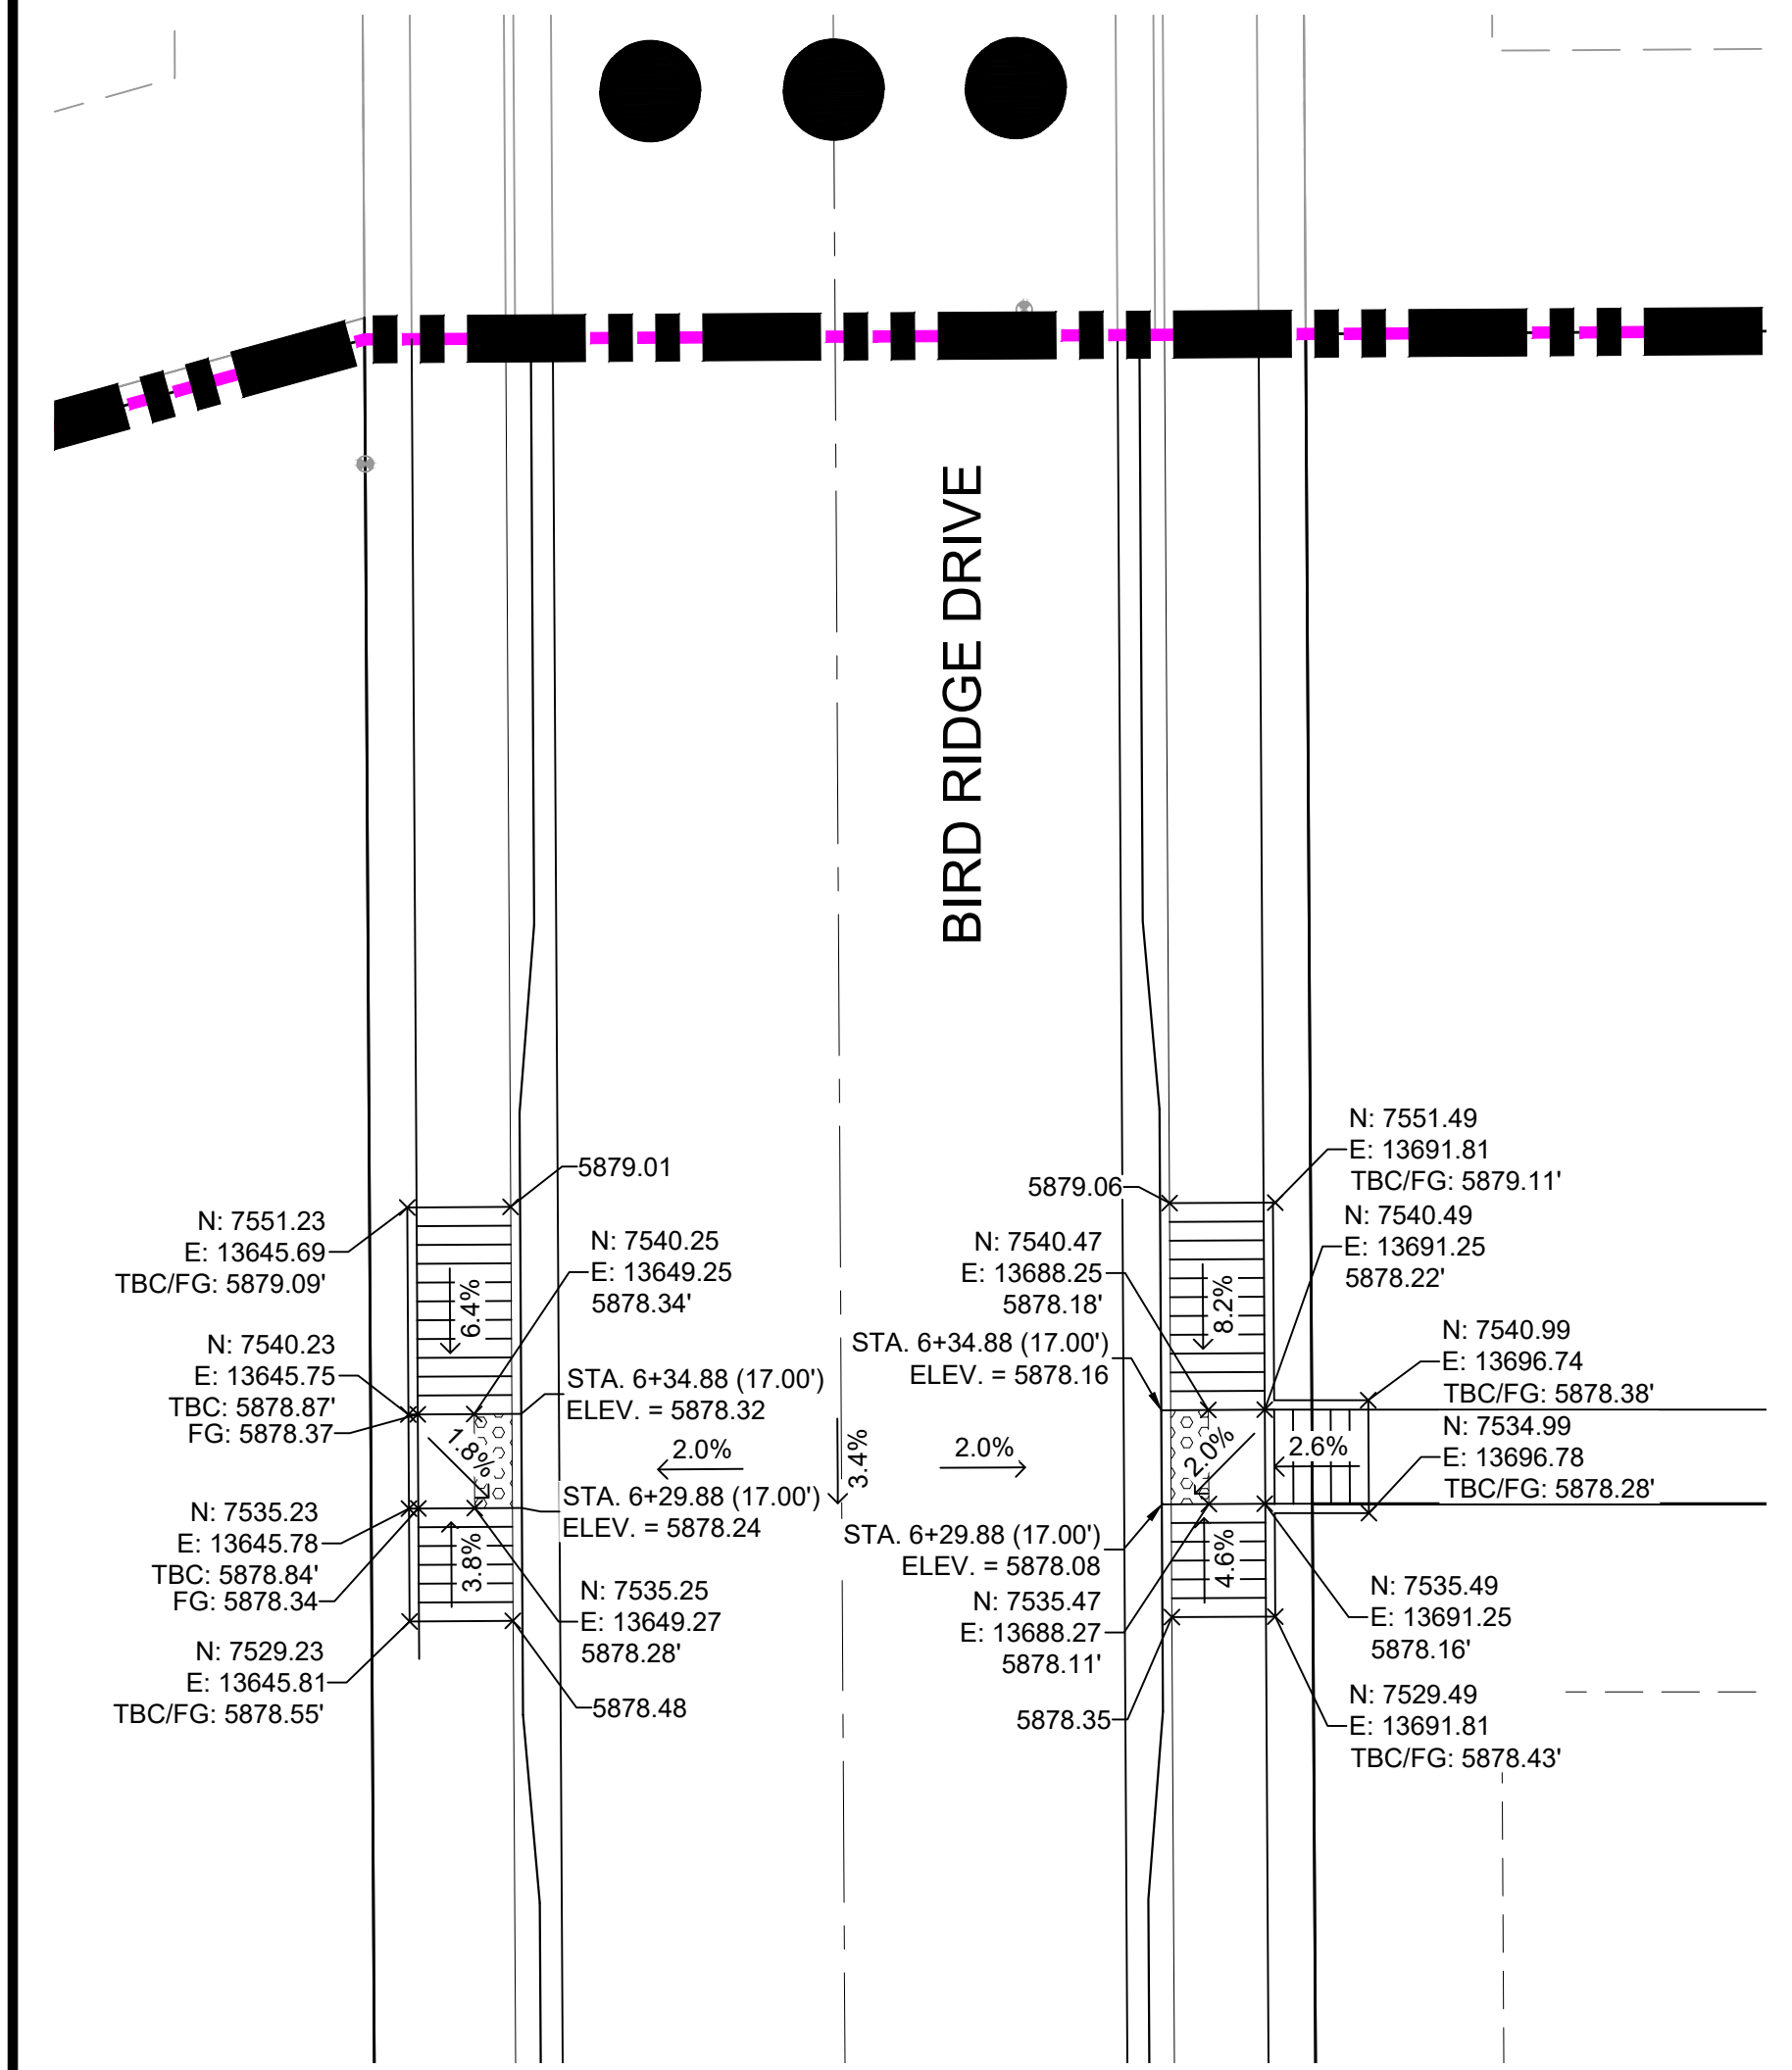 BIRD RIDGE DRIVE
5879.01
N: 7551.23
E: 13645.69
TBC/FG: 5879.09'
6.4%
N: 7540.25
E: 13649.25
5878.34'
N: 7540.23
E: 13645.75
TBC: 5878.87'
FG: 5878.37
STA. 6+34.88 (17.00')
ELEV. = 5878.32
1.8%
2.0%
3.4%
2.0%
STA. 6+29.88 (17.00')
ELEV. = 5878.24
N: 7535.23
E: 13645.78
TBC: 5878.84'
FG: 5878.34
3.8%
N: 7535.25
E: 13649.27
5878.28'
N: 7529.23
E: 13645.81
TBC/FG: 5878.55'
5878.48
N: 7551.49
E: 13691.81
TBC/FG: 5879.11'
5879.06
N: 7540.49
E: 13691.25
5878.22'
N: 7540.47
E: 13688.25
5878.18'
8.2%
STA. 6+34.88 (17.00')
ELEV. = 5878.16
N: 7540.99
E: 13696.74
TBC/FG: 5878.38'
2.0%
2.6%
N: 7534.99
E: 13696.78
TBC/FG: 5878.28'
STA. 6+29.88 (17.00')
ELEV. = 5878.08
4.6%
N: 7535.47
E: 13688.27
5878.11'
N: 7535.49
E: 13691.25
5878.16'
5878.35
N: 7529.49
E: 13691.81
TBC/FG: 5878.43'